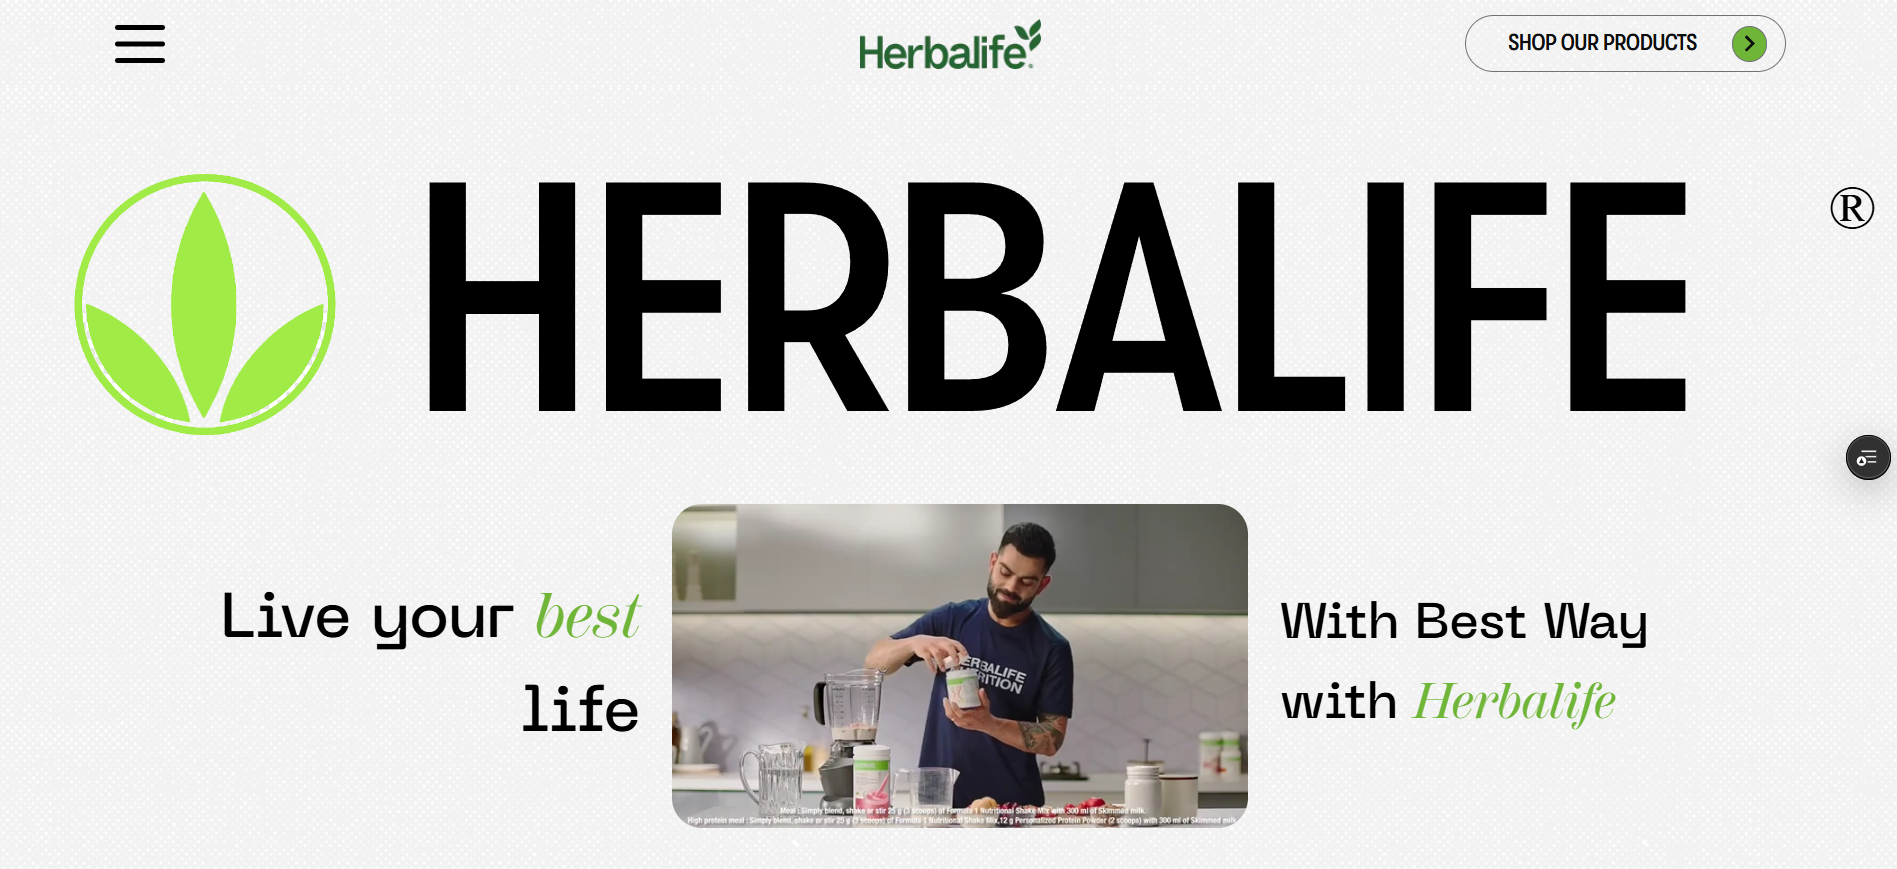 Herbalife
SHOP OUR PRODUCTS
HERBALIFE ®
Live your best
life
HERBALIFE
NUTRITION
Meal : Simply blend, shake or stir 25 g (3 scoops) of Formula 1 Nutritional Shake Mix with 300 ml of Skimmed milk.
High protein meal : Simply blend, shake or stir 25 g (3 scoops) of Formula 1 Nutritional Shake Mix,12 g Personalized Protein Powder (2 scoops) with 300 ml of Skimmed milk.
With Best Way
with Herbalife